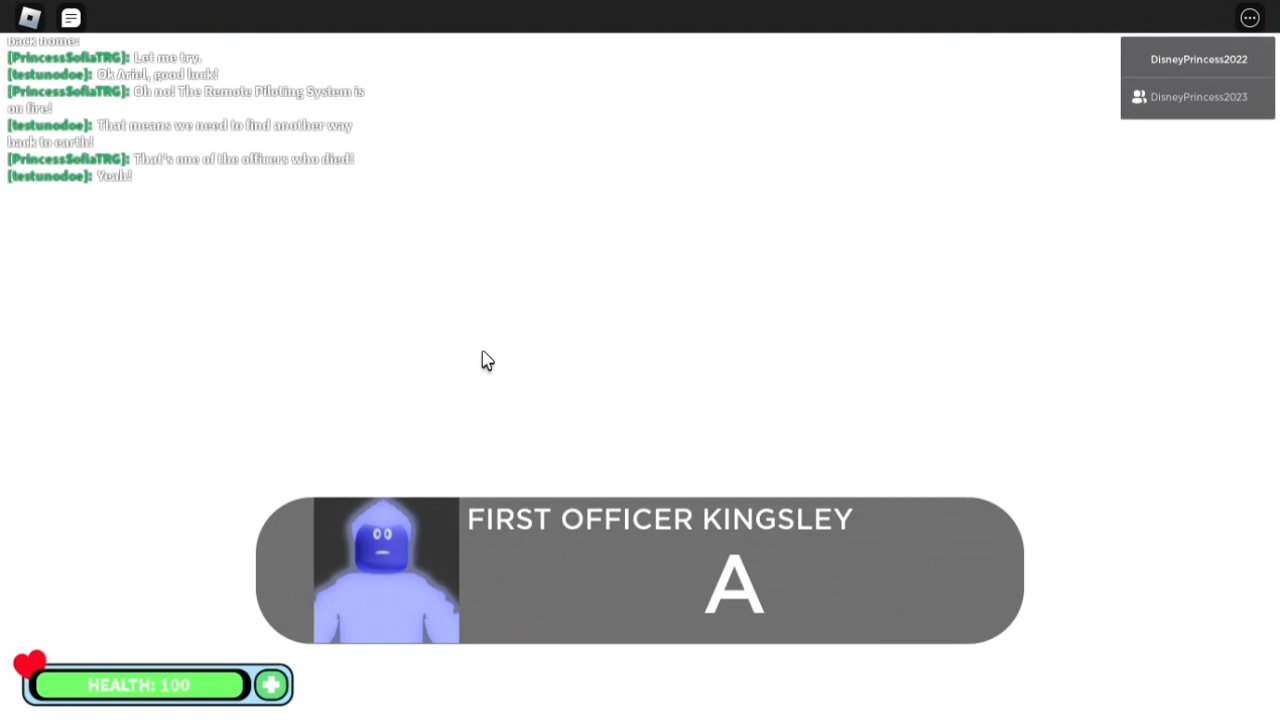 back home!
[PrincessSofiaTRG]: Let me try.
[testunodoe]: Ok Ariel, good luck!
[PrincessSofiaTRG]: Oh no! The Remote Piloting System is
on fire!
[testunodoe]: That means we need to find another way
back to earth!
[PrincessSofiaTRG]: That's one of the officers who died!
[testunodoe]: Yeah!
DisneyPrincess2022
DisneyPrincess2023
FIRST OFFICER KINGSLEY
A
HEALTH: 100